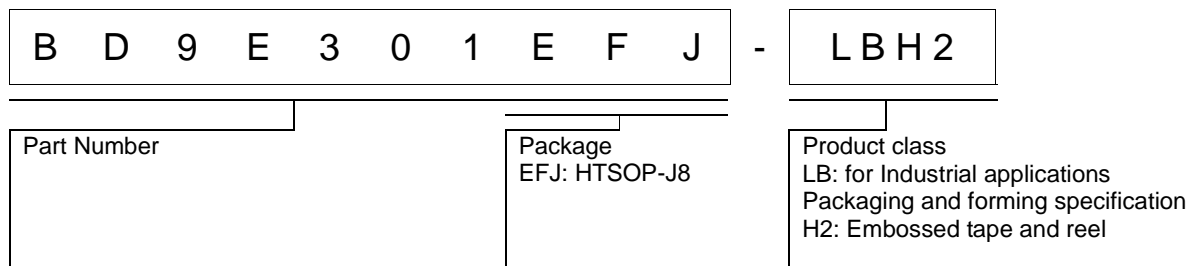 B D 9 E 3 0 1 E F J - L B H 2
Part Number
Package
EFJ: HTSOP-J8
Product class
LB: for Industrial applications
Packaging and forming specification
H2: Embossed tape and reel